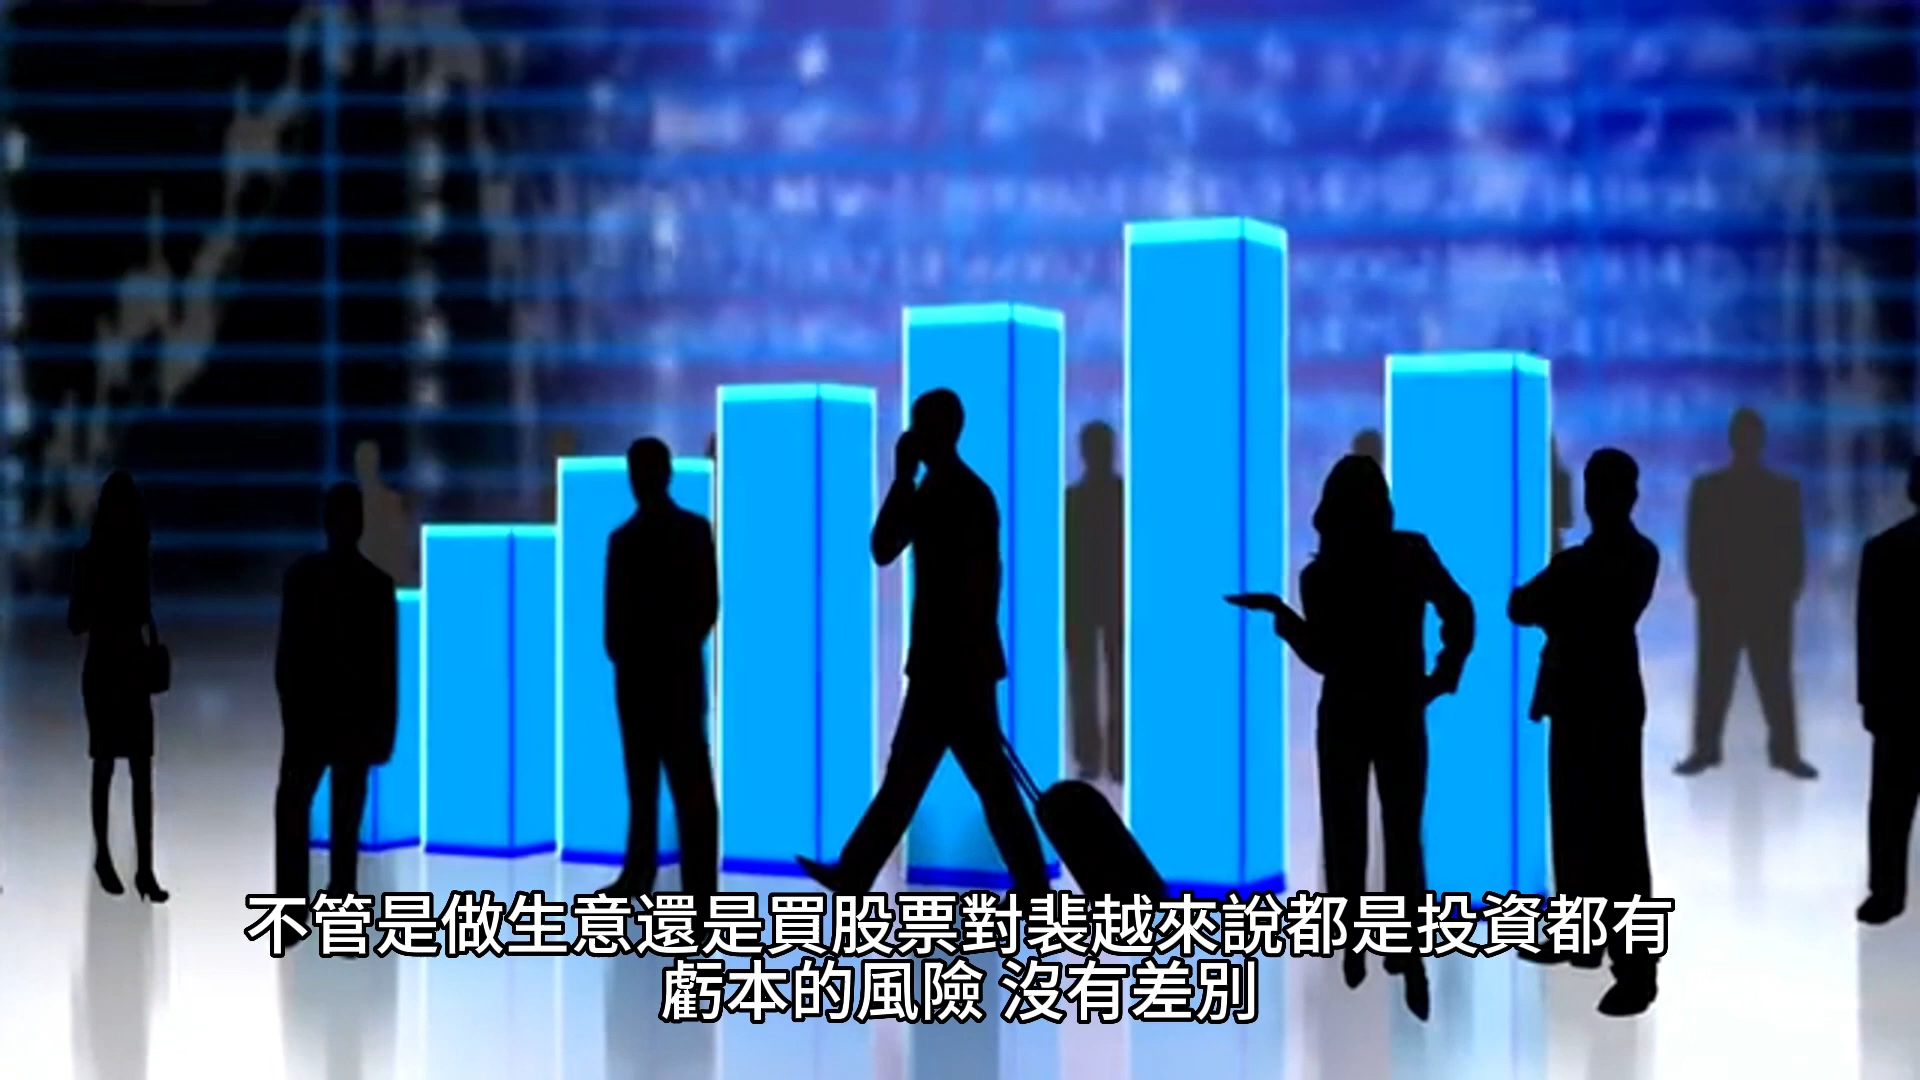 不管是做生意還是買股票對裴越來說都是投資都有
虧本的風險 沒有差別